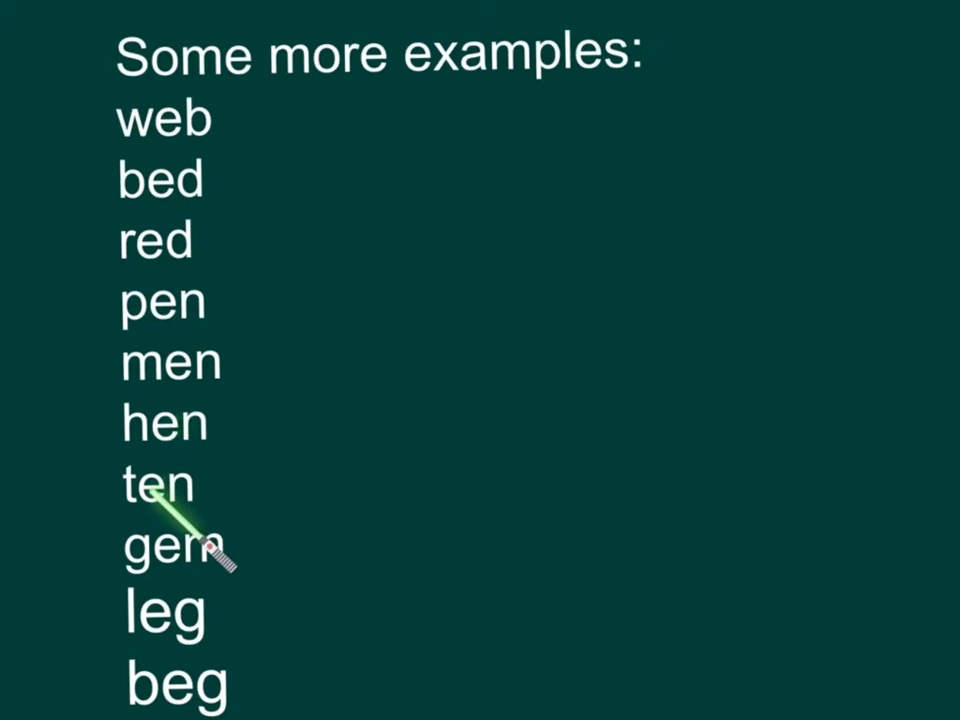 Some more examples:
web
bed
red
pen
men
hen
ten
gem
leg
beg